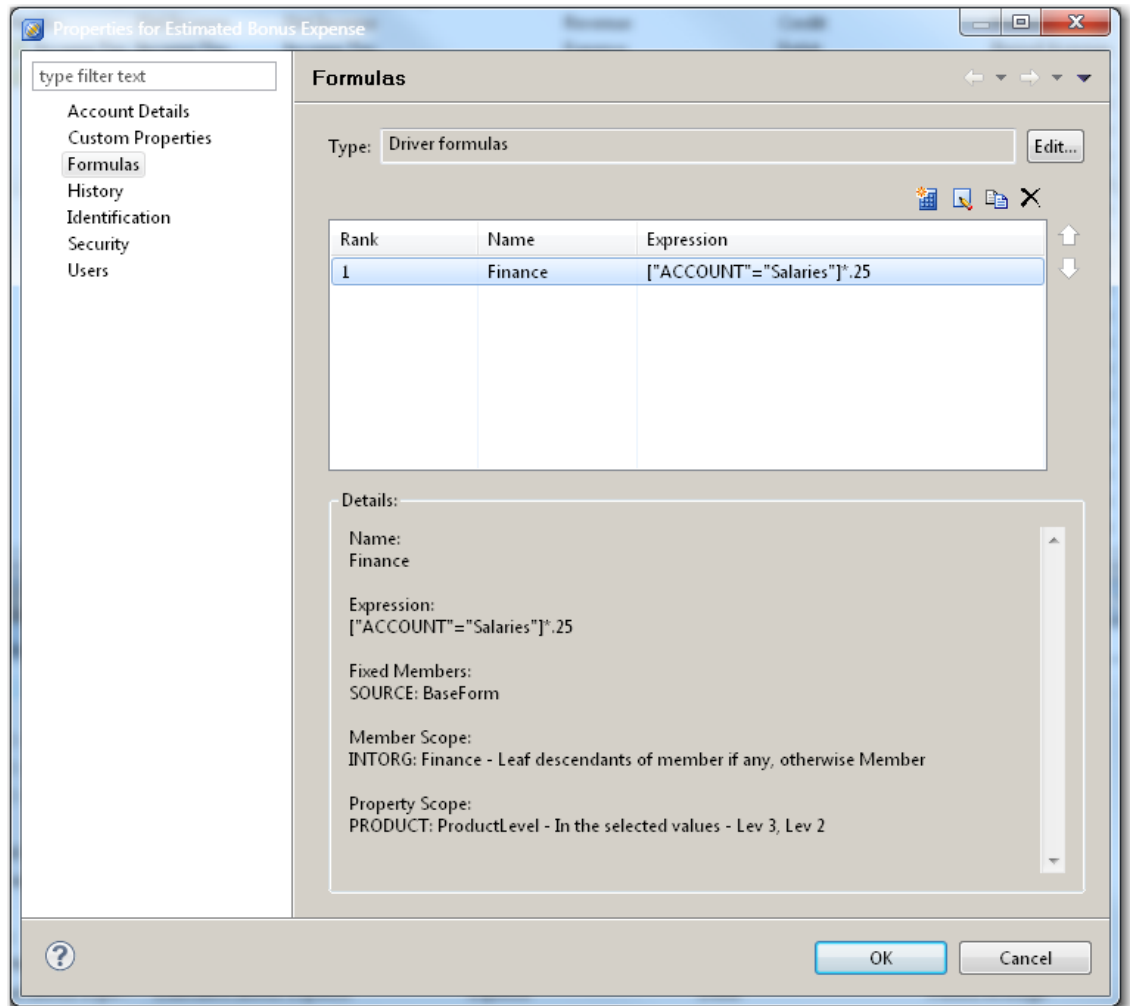 Properties for Estimated Bonus Expense
type filter text
Account Details
Custom Properties
Formulas
History
Identification
Security
Users
Formulas
Type: Driver formulas Edit...
Rank Name Expression
1 Finance ["ACCOUNT"="Salaries"]*.25
Details:
Name:
Finance
Expression:
["ACCOUNT"="Salaries"]*.25
Fixed Members:
SOURCE: BaseForm
Member Scope:
INTORG: Finance - Leaf descendants of member if any, otherwise Member
Property Scope:
PRODUCT: ProductLevel - In the selected values - Lev 3, Lev 2
OK Cancel